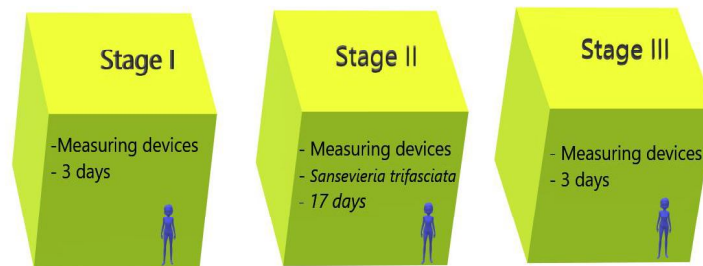 Stage I
-Measuring devices
- 3 days
Stage II
- Measuring devices
- Sansevieria trifasciata
- 17 days
Stage III
- Measuring devices
- 3 days